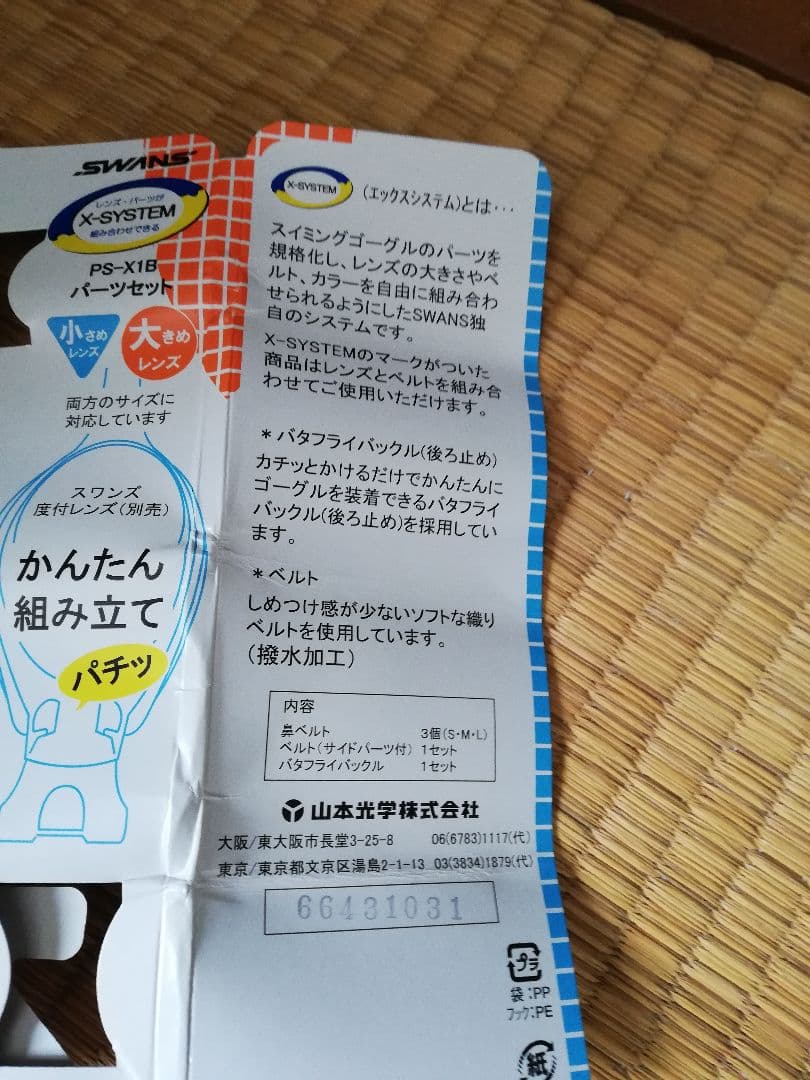 SWANS
レンズ・パーツが
X-SYSTEM
組み合わせできる
PS-X1B
パーツセット
小さめ
レンズ
大きめ
レンズ
両方のサイズに
対応しています
スワンズ
度付レンズ(別売)
かんたん
組み立て
パチッ
X-SYSTEM (エックスシステム)とは・・・
スイミングゴーグルのパーツを
規格化し、レンズの大きさやベ
ルト、カラーを自由に組み合わ
せられるようにしたSWANS独
自のシステムです。
X-SYSTEMのマークがついた
商品はレンズとベルトを組み合
わせてご使用いただけます。
*バタフライバックル(後ろ止め)
カチッとかけるだけでかんたんに
ゴーグルを装着できるバタフライ
バックル(後ろ止め)を採用してい
ます。
*ベルト
しめつけ感が少ないソフトな織り
ベルトを使用しています。
(撥水加工)
内容
鼻ベルト 3個(S・M・L)
ベルト(サイドパーツ付) 1セット
バタフライバックル 1セット
山本光学株式会社
大阪/東大阪市長堂3-25-8 06(6783)1117(代)
東京/東京都文京区湯島2-1-13 03(3834)1879(代)
66431031
プラ
袋:PP
フック:PE
紙